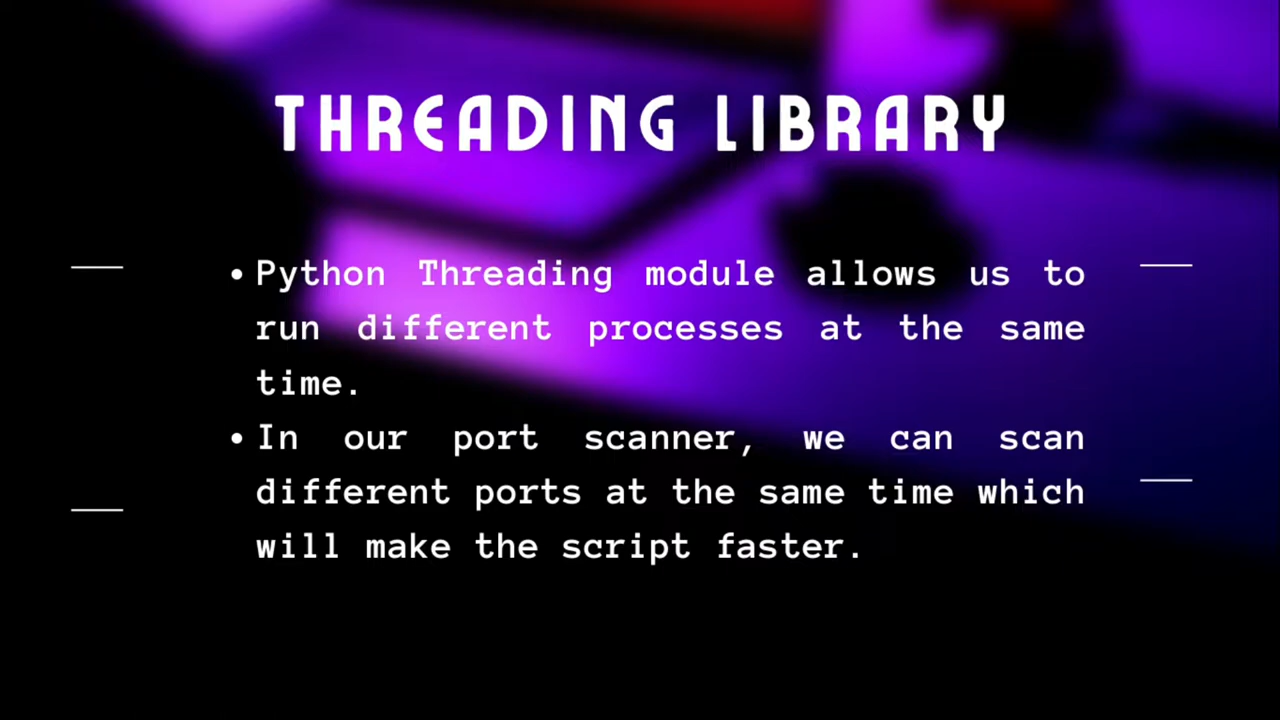 THREADING LIBRARY
• Python Threading module allows us to
run different processes at the same
time.
• In our port scanner, we can scan
different ports at the same time which
will make the script faster.